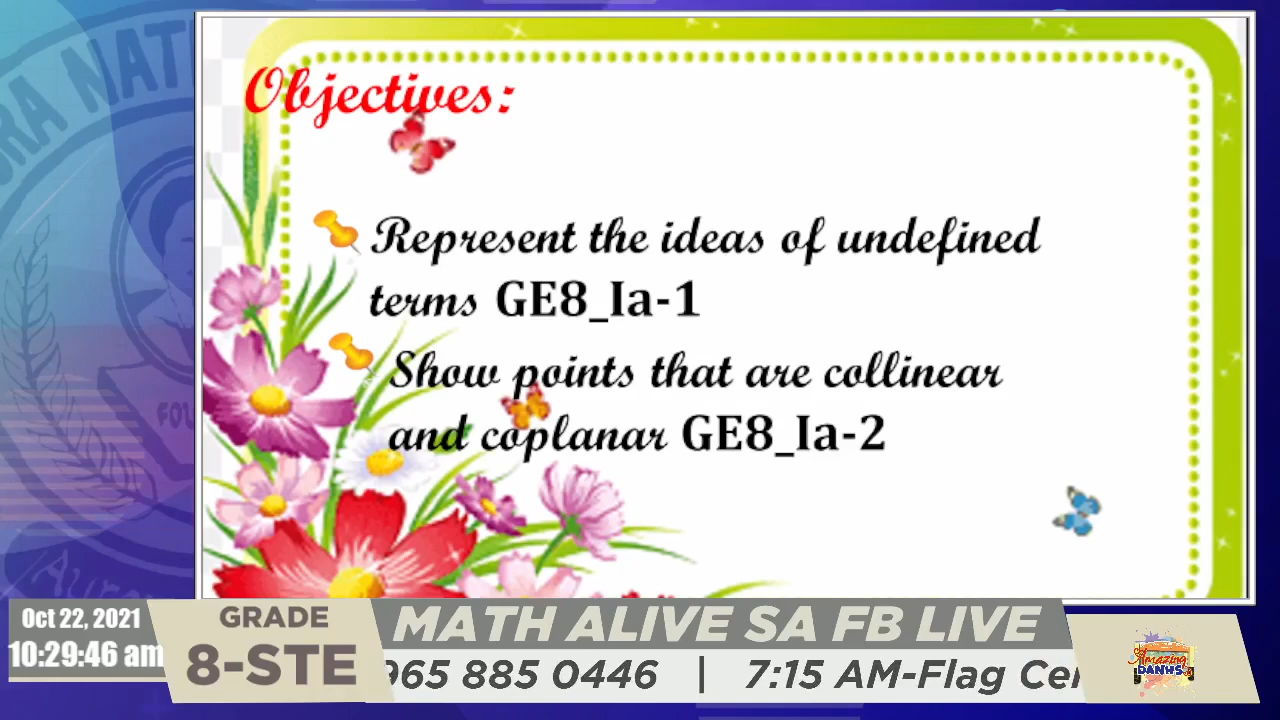 Objectives:
Represent the ideas of undefined
terms GE8_Ia-1
Show points that are collinear
and coplanar GE8_Ia-2
Oct 22, 2021
10:29:46 am
GRADE
8-STE
MATH ALIVE SA FB LIVE
965 885 0446 | 7:15 AM-Flag Cer
Amazing
DANHS